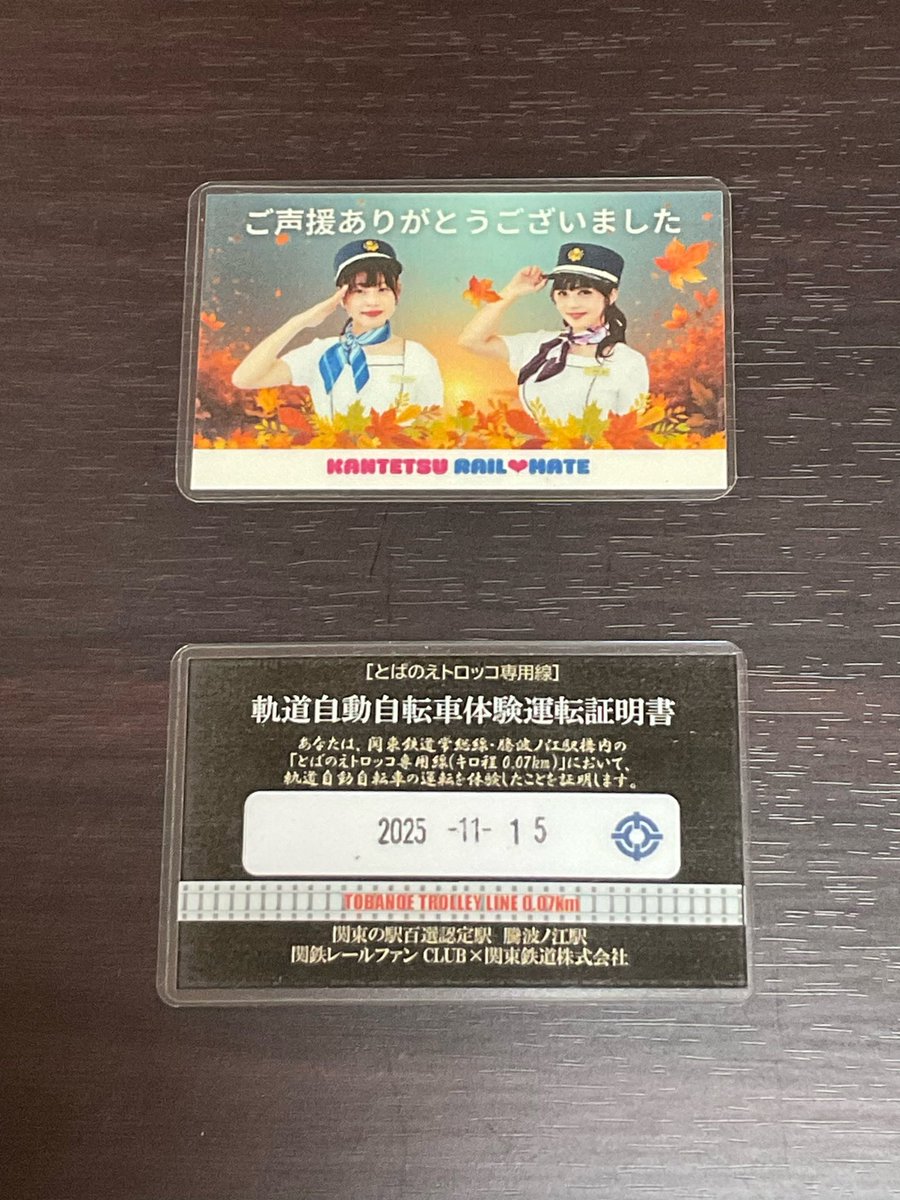 ご声援ありがとうございました
KANTETSU RAIL❤MATE
[とばのえトロッコ専用線]
軌道自動自転車体験運転証明書
あなたは、関東鉄道常総線・騰波ノ江駅構内の
「とばのえトロッコ専用線(キロ程0.07km)」において、
軌道自動自転車の運転を体験したことを証明します。
2025 -11- 15
TOBANOE TROLLEY LINE 0.07km
関東の駅百選認定駅 騰波ノ江駅
関鉄レールファンCLUB×関東鉄道株式会社